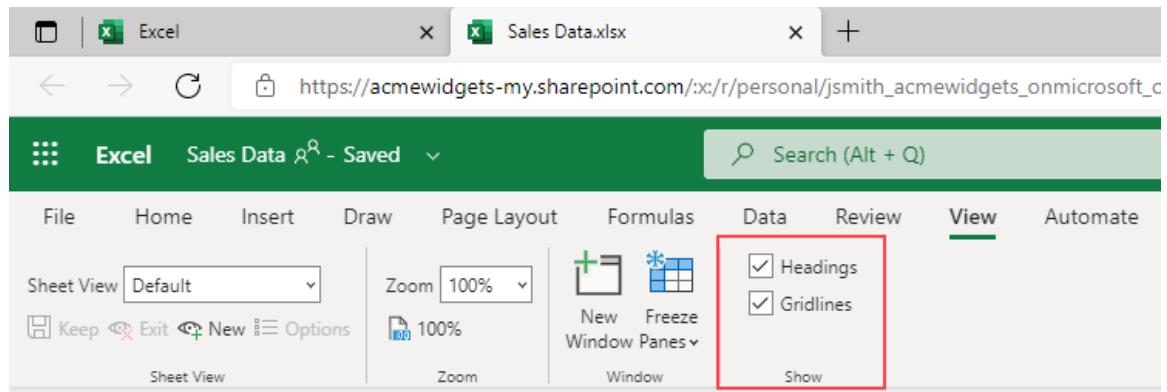 Excel
Sales Data.xlsx
https://acmewidgets-my.sharepoint.com/:x:/r/personal/jsmith_acmewidgets_onmicrosoft_c
Excel Sales Data - Saved
Search (Alt + Q)
File Home Insert Draw Page Layout Formulas Data Review View Automate
Sheet View Default
Keep Exit New Options
Sheet View
Zoom 100%
100 100%
Zoom
New Window
Freeze Panes
Window
Headings
Gridlines
Show